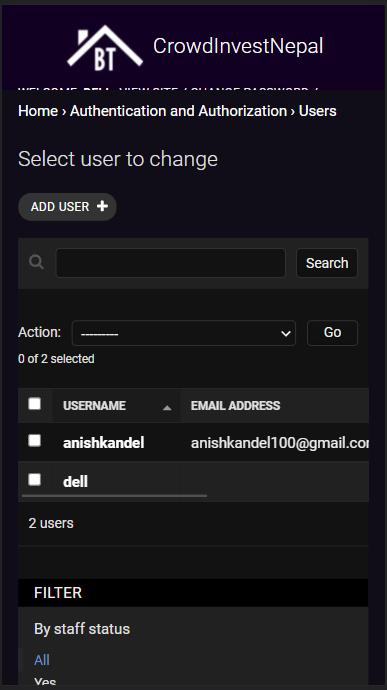 BT
CrowdInvestNepal
WELCOME, DELL. VIEW SITE / CHANGE PASSWORD /
Home › Authentication and Authorization › Users
Select user to change
ADD USER +
Search
Action: --------- Go
0 of 2 selected
USERNAME EMAIL ADDRESS
anishkandel anishkandel100@gmail.co
dell
2 users
FILTER
By staff status
All
Yes